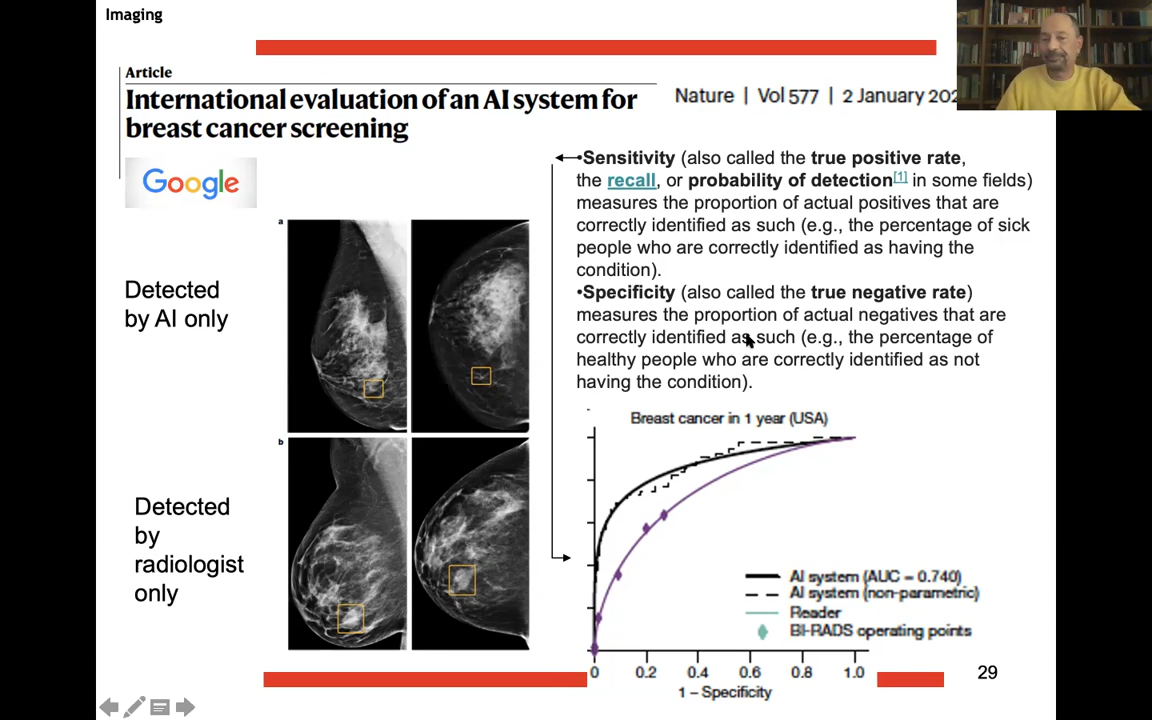 Imaging
Article
International evaluation of an AI system for
breast cancer screening
Nature | Vol 577 | 2 January
Google
•Sensitivity (also called the true positive rate,
the recall, or probability of detection[1] in some fields)
measures the proportion of actual positives that are
correctly identified as such (e.g., the percentage of sick
people who are correctly identified as having the
condition).
•Specificity (also called the true negative rate)
measures the proportion of actual negatives that are
correctly identified as such (e.g., the percentage of
healthy people who are correctly identified as not
having the condition).
a
Detected
by AI only
b
Detected
by
radiologist
only
Breast cancer in 1 year (USA)
AI system (AUC = 0.740)
AI system (non-parametric)
Reader
BI-RADS operating points
0 0.2 0.4 0.6 0.8 1.0
1 – Specificity
29